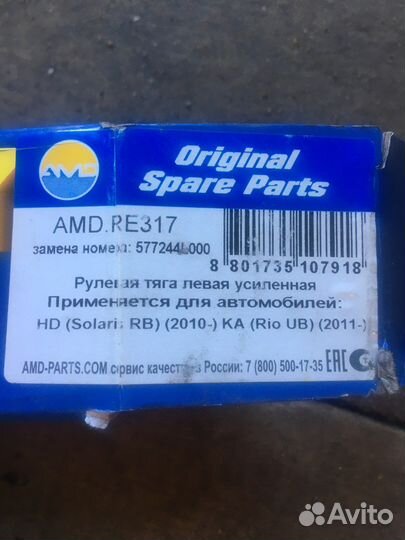 AMD
Original
Spare Parts
AMD.RE317
замена номера: 577244L000
8 801735 107918
Рулевая тяга левая усиленная
Применяется для автомобилей:
HD (Solaris RB) (2010-) KA (Rio UB) (2011-)
AMD-PARTS.COM сервис качества в России: 7 (800) 500-17-35 EAC
Avito